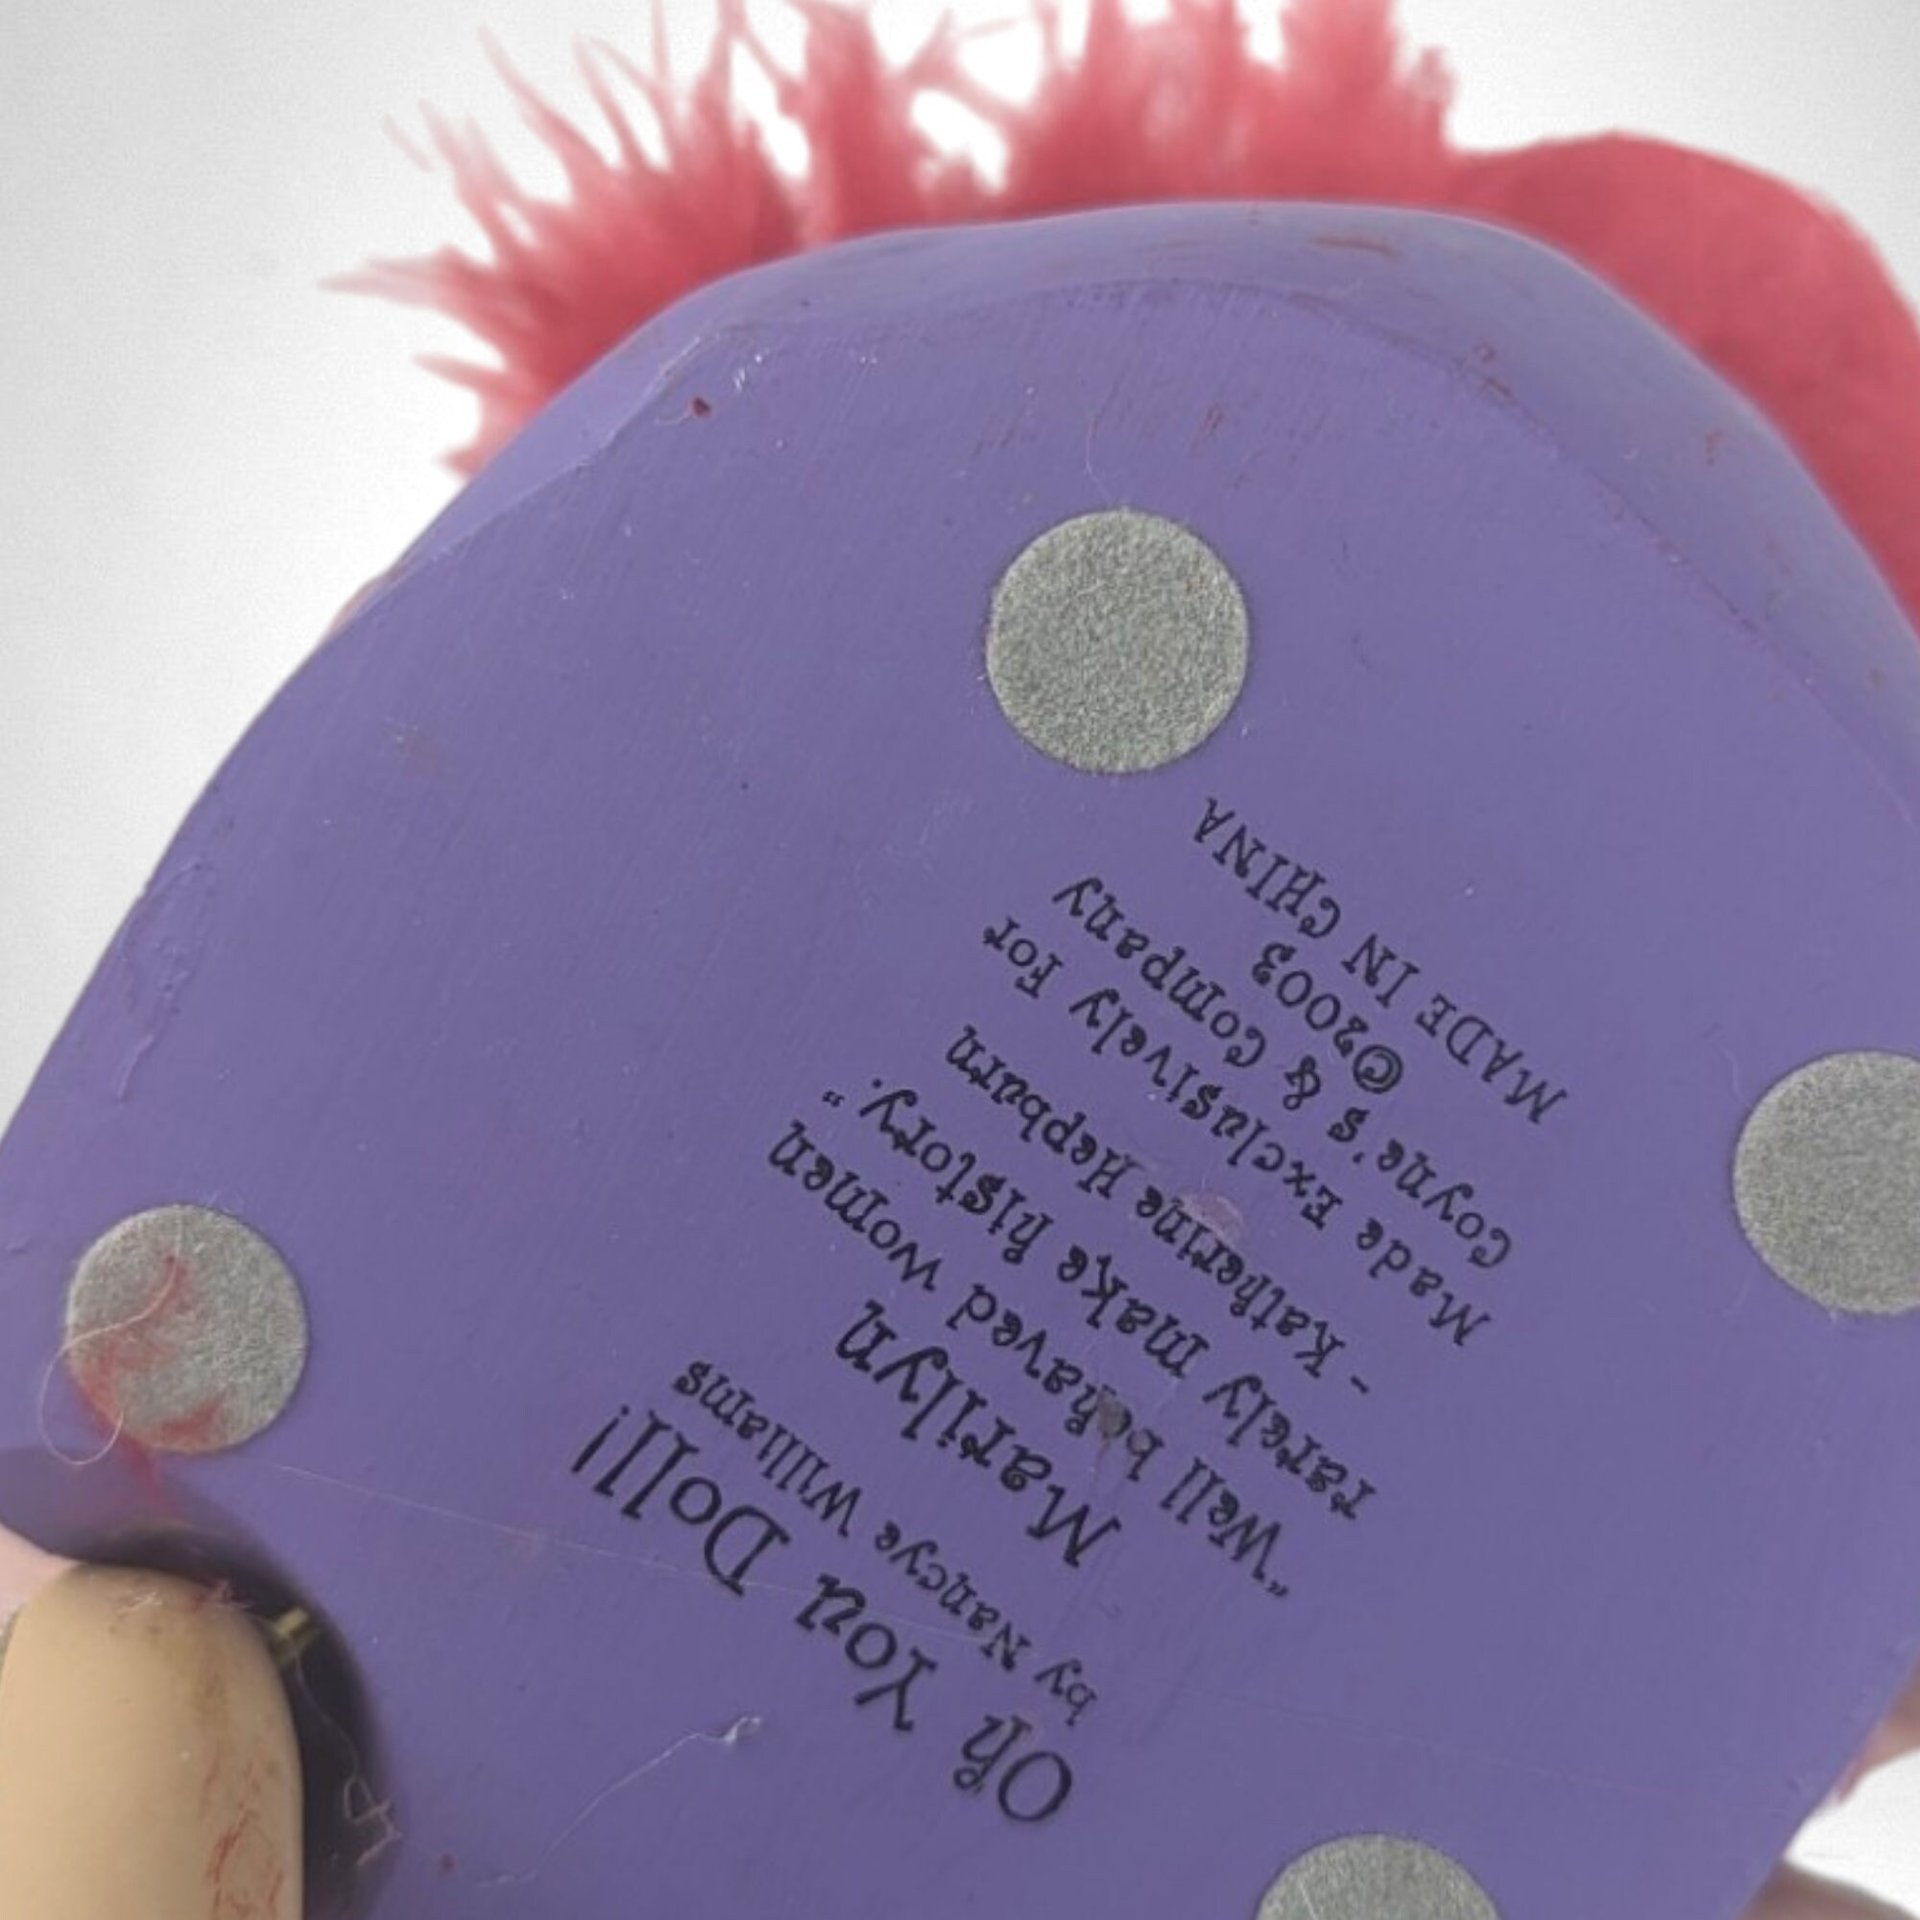 Oh You Doll!
by Nancye Williams
Marilyn
"Well behaved women
rarely make history."
- Katherine Hepburn
Made Exclusively For
Coyne's & Company
©2003
MADE IN CHINA